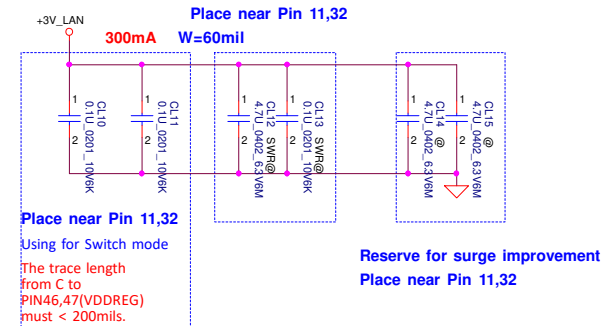 Place near Pin 11,32
+3V_LAN
300mA
W=60mil
1
2
CL10
0.1U_0201_10V6K
1
2
CL11
0.1U_0201_10V6K
1
2
CL12 SWR@
4.7U_0402_6.3V6M
1
2
CL13 SWR@
0.1U_0201_10V6K
1
2
CL14 @
4.7U_0402_6.3V6M
1
2
CL15 @
4.7U_0402_6.3V6M
Place near Pin 11,32
Using for Switch mode
The trace length
from C to
PIN46,47(VDDREG)
must < 200mils.
Reserve for surge improvement
Place near Pin 11,32